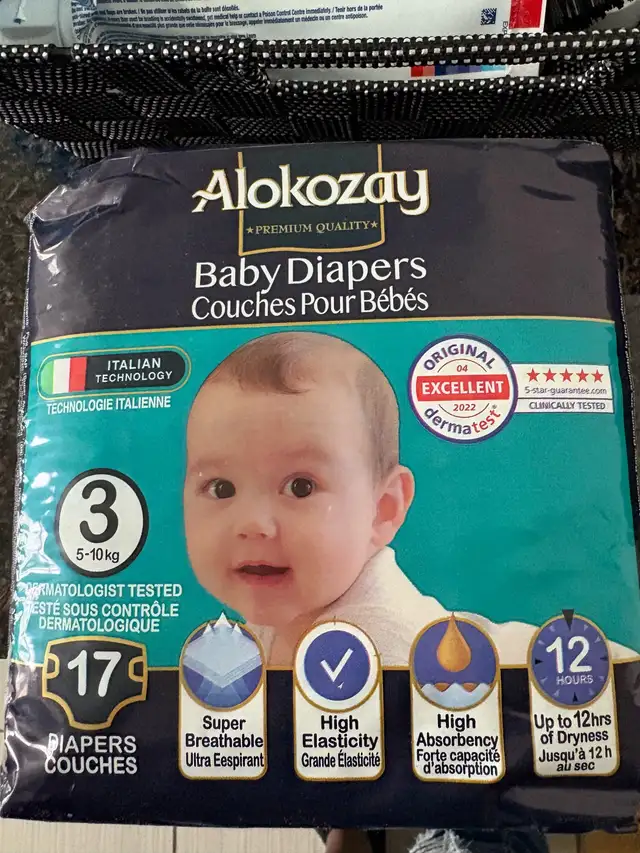 Alokozay
★PREMIUM QUALITY★
Baby Diapers
Couches Pour Bébés
ITALIAN
TECHNOLOGY
TECHNOLOGIE ITALIENNE
ORIGINAL
04
EXCELLENT
2022
dermatest®
★★★★★
5-star-guarantee.com
CLINICALLY TESTED
3
5-10kg
DERMATOLOGIST TESTED
TESTÉ SOUS CONTRÔLE
DERMATOLOGIQUE
17
DIAPERS
COUCHES
Super
Breathable
Ultra Eespirant
High
Elasticity
Grande Élasticité
High
Absorbency
Forte capacité
d'absorption
12
HOURS
Up to 12hrs
of Dryness
Jusqu'à 12 h
au sec